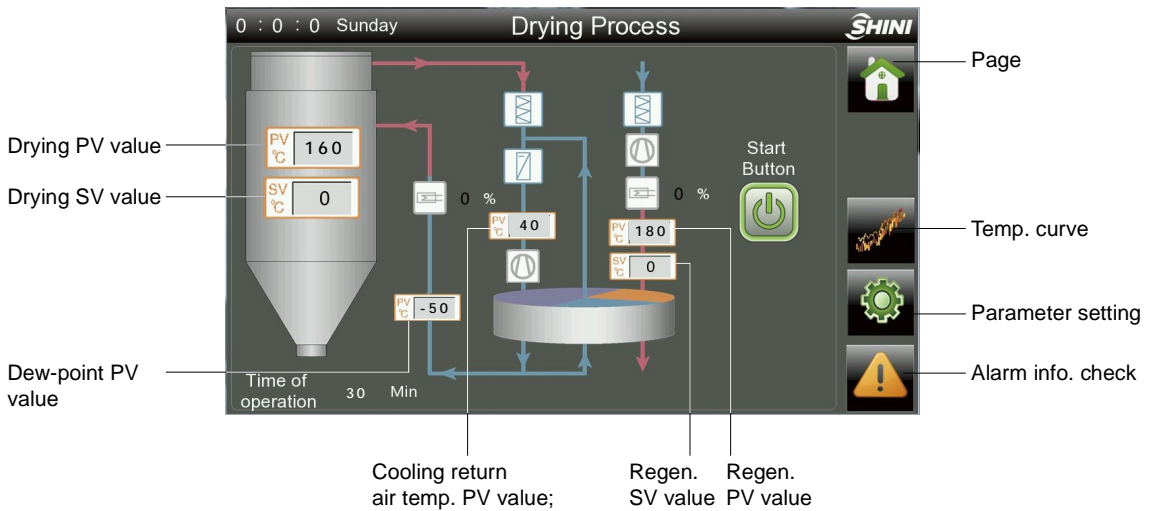 0 : 0 : 0 Sunday
Drying Process
SHINI
Page
Drying PV value
PV
℃
160
Drying SV value
SV
℃
0
0 %
PV
℃
40
0 %
PV
℃
180
SV
℃
0
Start
Button
Temp. curve
PV
℃
-50
Parameter setting
Dew-point PV
value
Time of
operation
30 Min
Alarm info. check
Cooling return
air temp. PV value;
Regen.
SV value
Regen.
PV value